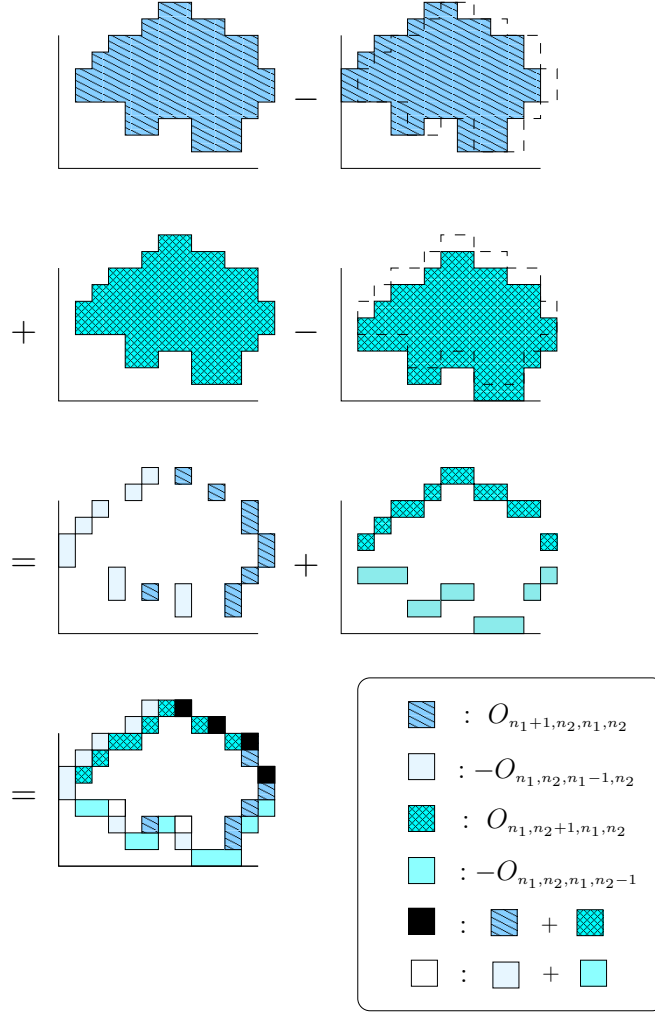 −
+ −
= +
=
: $O_{n_1+1,n_2,n_1,n_2}$
: $-O_{n_1,n_2,n_1-1,n_2}$
: $O_{n_1,n_2+1,n_1,n_2}$
: $-O_{n_1,n_2,n_1,n_2-1}$
: +
: +